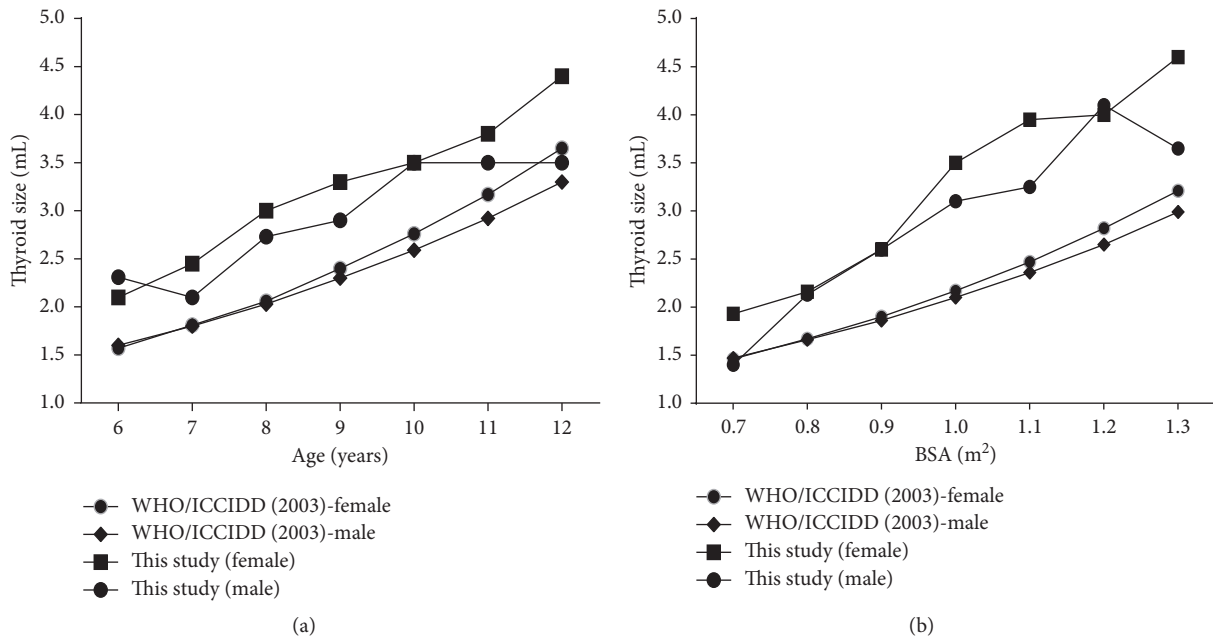 5.0
4.5
4.0
3.5
3.0
2.5
2.0
1.5
1.0
Thyroid size (mL)
6 7 8 9 10 11 12
Age (years)
WHO/ICCIDD (2003)-female
WHO/ICCIDD (2003)-male
This study (female)
This study (male)
(a)
5.0
4.5
4.0
3.5
3.0
2.5
2.0
1.5
1.0
Thyroid size (mL)
0.7 0.8 0.9 1.0 1.1 1.2 1.3
BSA (m²)
WHO/ICCIDD (2003)-female
WHO/ICCIDD (2003)-male
This study (female)
This study (male)
(b)